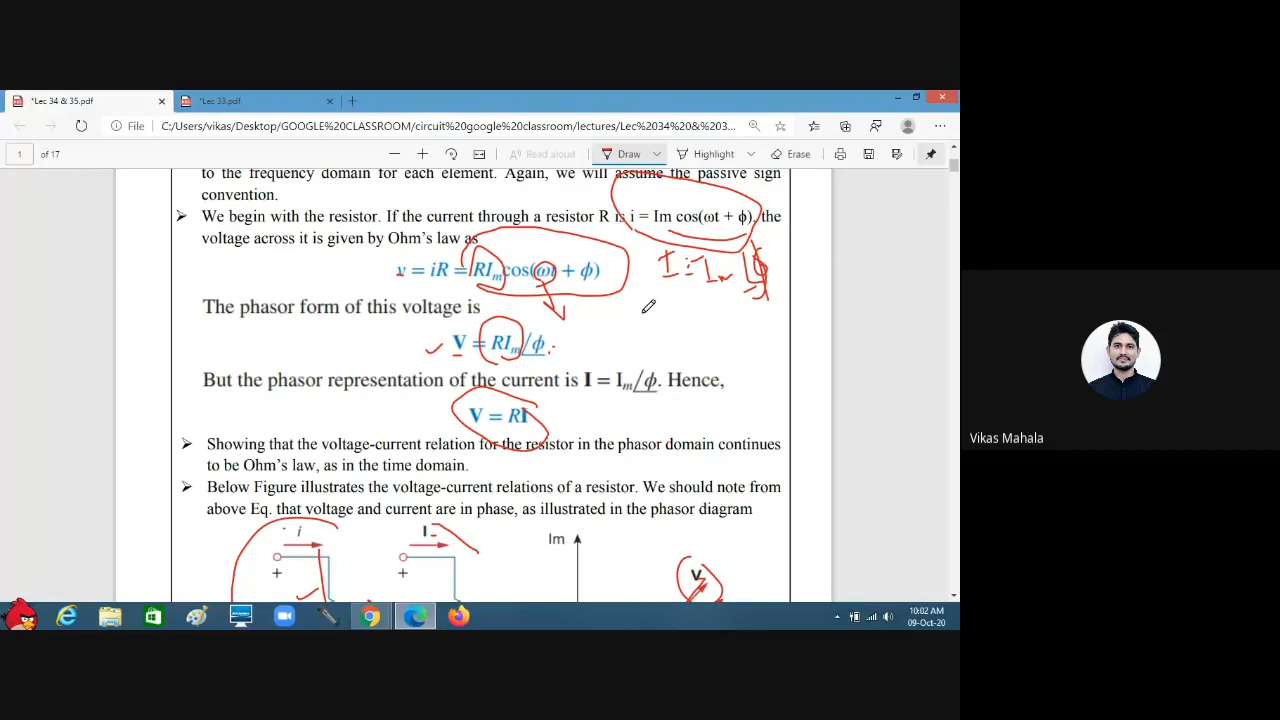 *Lec 34 & 35.pdf
*Lec 33.pdf
File
C:/Users/vikas/Desktop/GOOGLE%20CLASSROOM/circuit%20google%20classroom/lectures/Lec%2034%20&%203...
1 of 17
Read aloud
Draw
Highlight
Erase
to the frequency domain for each element. Again, we will assume the passive sign
convention.
➤ We begin with the resistor. If the current through a resistor R is i = Im cos(ωt + ϕ), the
voltage across it is given by Ohm's law as
v = iR = RIm cos(ωt + ϕ)
I = Im ∠ϕ
The phasor form of this voltage is
V = RIm/ϕ
But the phasor representation of the current is I = Im/ϕ. Hence,
V = RI
➤ Showing that the voltage-current relation for the resistor in the phasor domain continues
to be Ohm's law, as in the time domain.
➤ Below Figure illustrates the voltage-current relations of a resistor. We should note from
above Eq. that voltage and current are in phase, as illustrated in the phasor diagram
i
I
Im
+
+
V
10:02 AM
09-Oct-20
Vikas Mahala